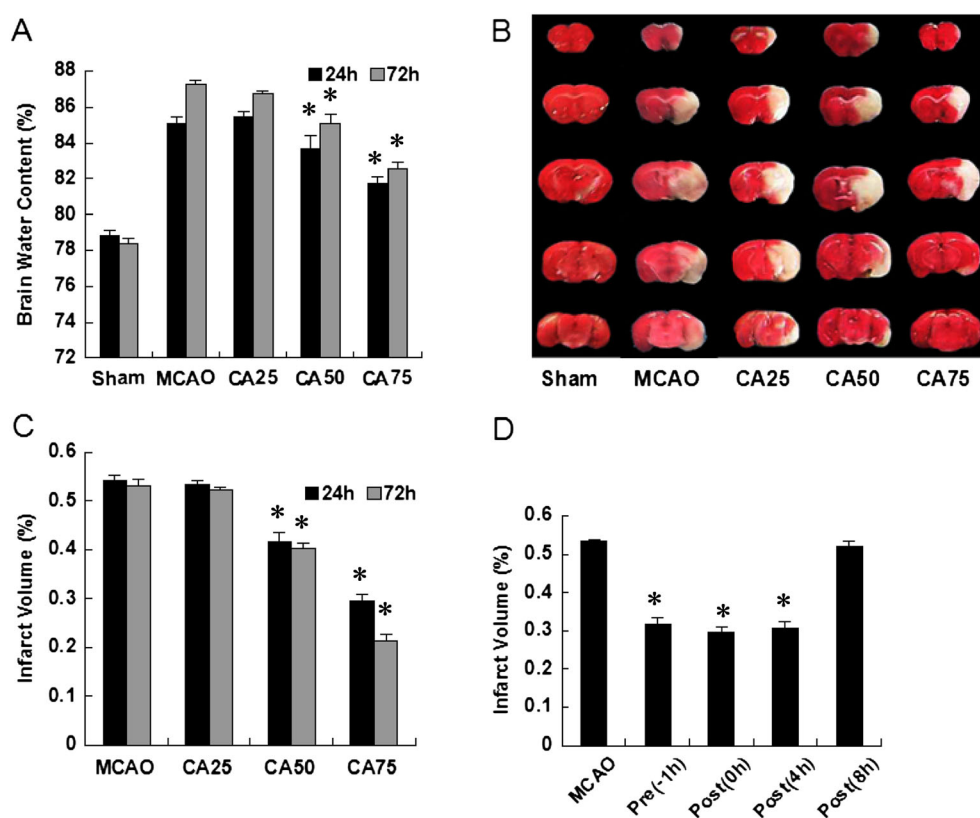 A
Brain Water Content (%)
88
86
84
82
80
78
76
74
72
24h 72h
* * * *
Sham MCAO CA25 CA50 CA75
B
Sham MCAO CA25 CA50 CA75
C
Infarct Volume (%)
0.6
0.5
0.4
0.3
0.2
0.1
0
24h 72h
* * * *
MCAO CA25 CA50 CA75
D
Infarct Volume (%)
0.6
0.5
0.4
0.3
0.2
0.1
0
* * *
MCAO Pre(-1h) Post(0h) Post(4h) Post(8h)